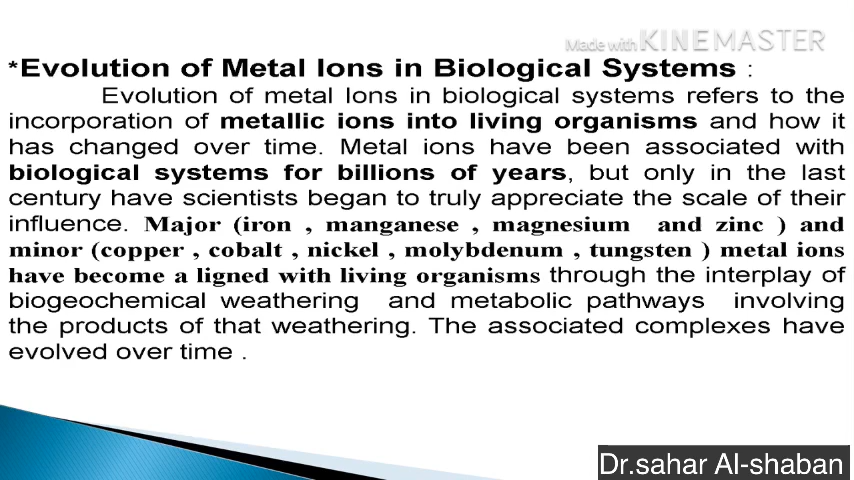 Made with KINEMASTER
*Evolution of Metal Ions in Biological Systems :
Evolution of metal Ions in biological systems refers to the
incorporation of metallic ions into living organisms and how it
has changed over time. Metal ions have been associated with
biological systems for billions of years, but only in the last
century have scientists began to truly appreciate the scale of their
influence. Major (iron , manganese , magnesium and zinc ) and
minor (copper , cobalt , nickel , molybdenum , tungsten ) metal ions
have become a ligned with living organisms through the interplay of
biogeochemical weathering and metabolic pathways involving
the products of that weathering. The associated complexes have
evolved over time .
Dr.sahar Al-shaban